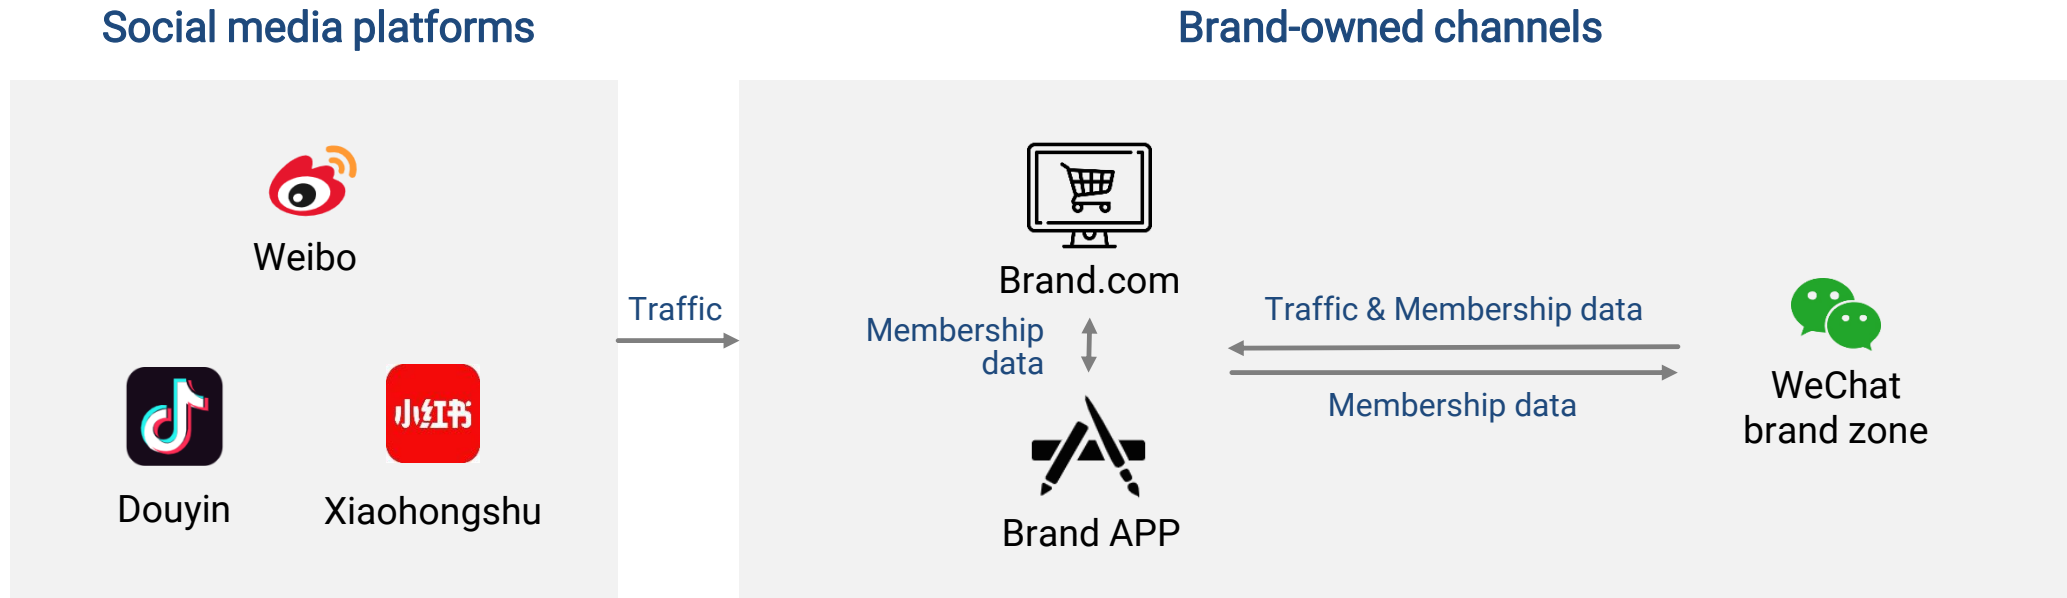 Social media platforms
Brand-owned channels
Weibo
小红书
Douyin
Xiaohongshu
Traffic
Brand.com
Membership
data
Brand APP
Traffic & Membership data
Membership data
WeChat
brand zone